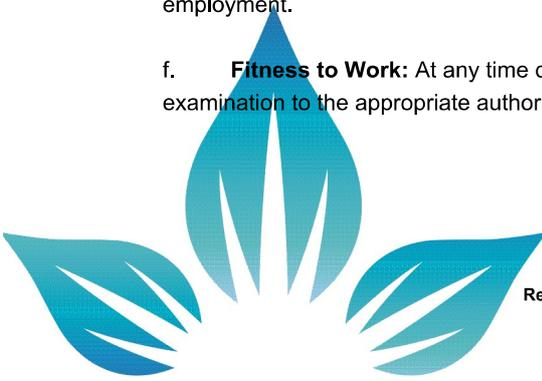 employment.
f. Fitness to Work: At any time
examination to the appropriate author
Re